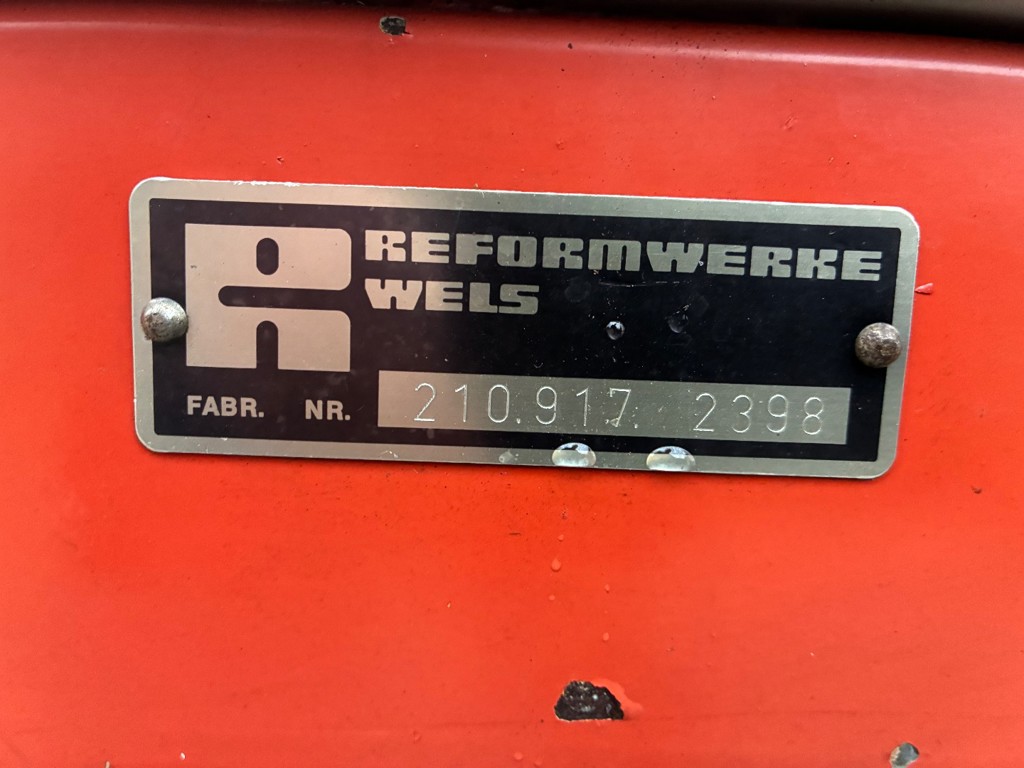 REFORMWERKE
WELS
FABR. NR. 210.917. 2398